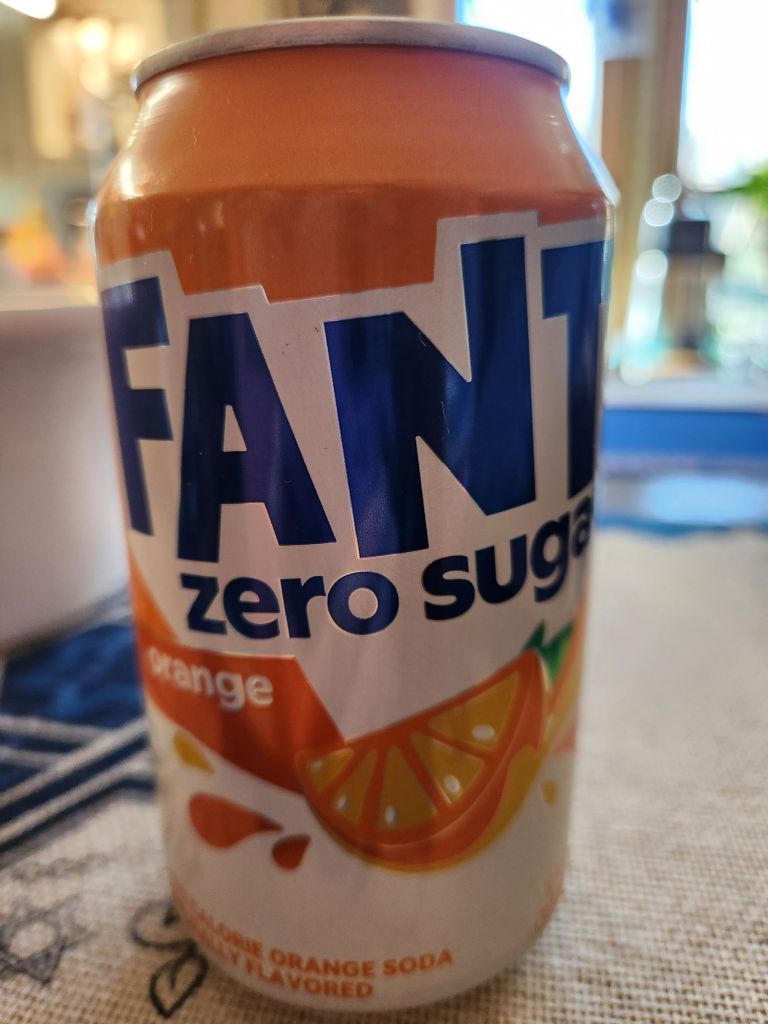 FANT
zero suga
orange
CALORIE ORANGE SODA
FLAVORED